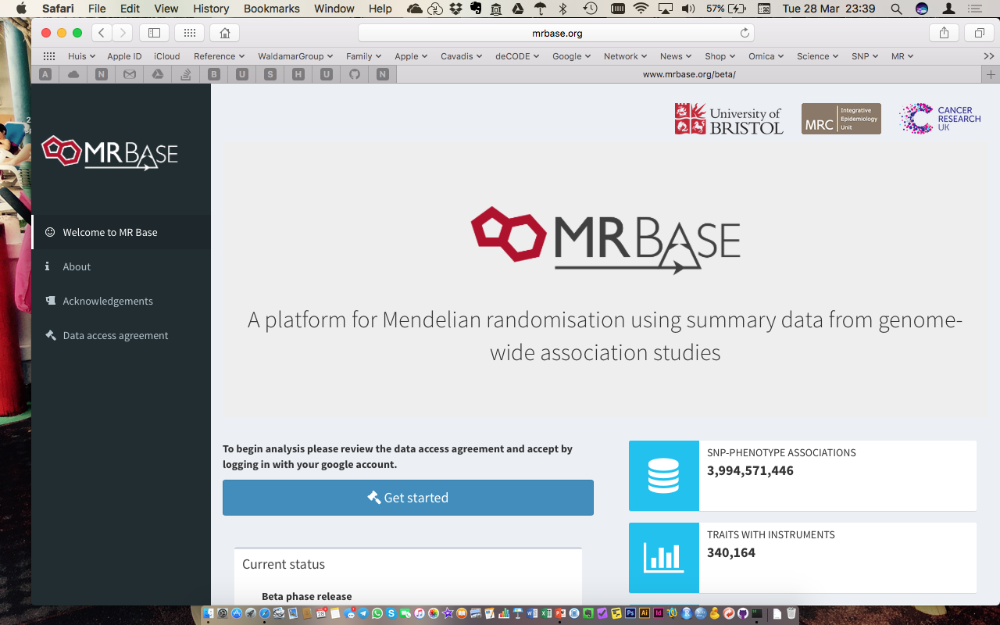 Safari File Edit View History Bookmarks Window Help 57% Tue 28 Mar 23:39
mrbase.org
Huis Apple ID iCloud Reference WaldamarGroup Family Apple Cavadis deCODE Google Network News Shop Omica Science SNP MR
A N B U S H U N www.mrbase.org/beta/
University of BRISTOL
MRC Integrative Epidemiology Unit
CANCER RESEARCH UK
MRBASE
Welcome to MR Base
About
Acknowledgements
Data access agreement
MRBASE
A platform for Mendelian randomisation using summary data from genome-
wide association studies
To begin analysis please review the data access agreement and accept by
logging in with your google account.
Get started
Current status
Beta phase release
SNP-PHENOTYPE ASSOCIATIONS
3,994,571,446
TRAITS WITH INSTRUMENTS
340,164
Ps Ai Id